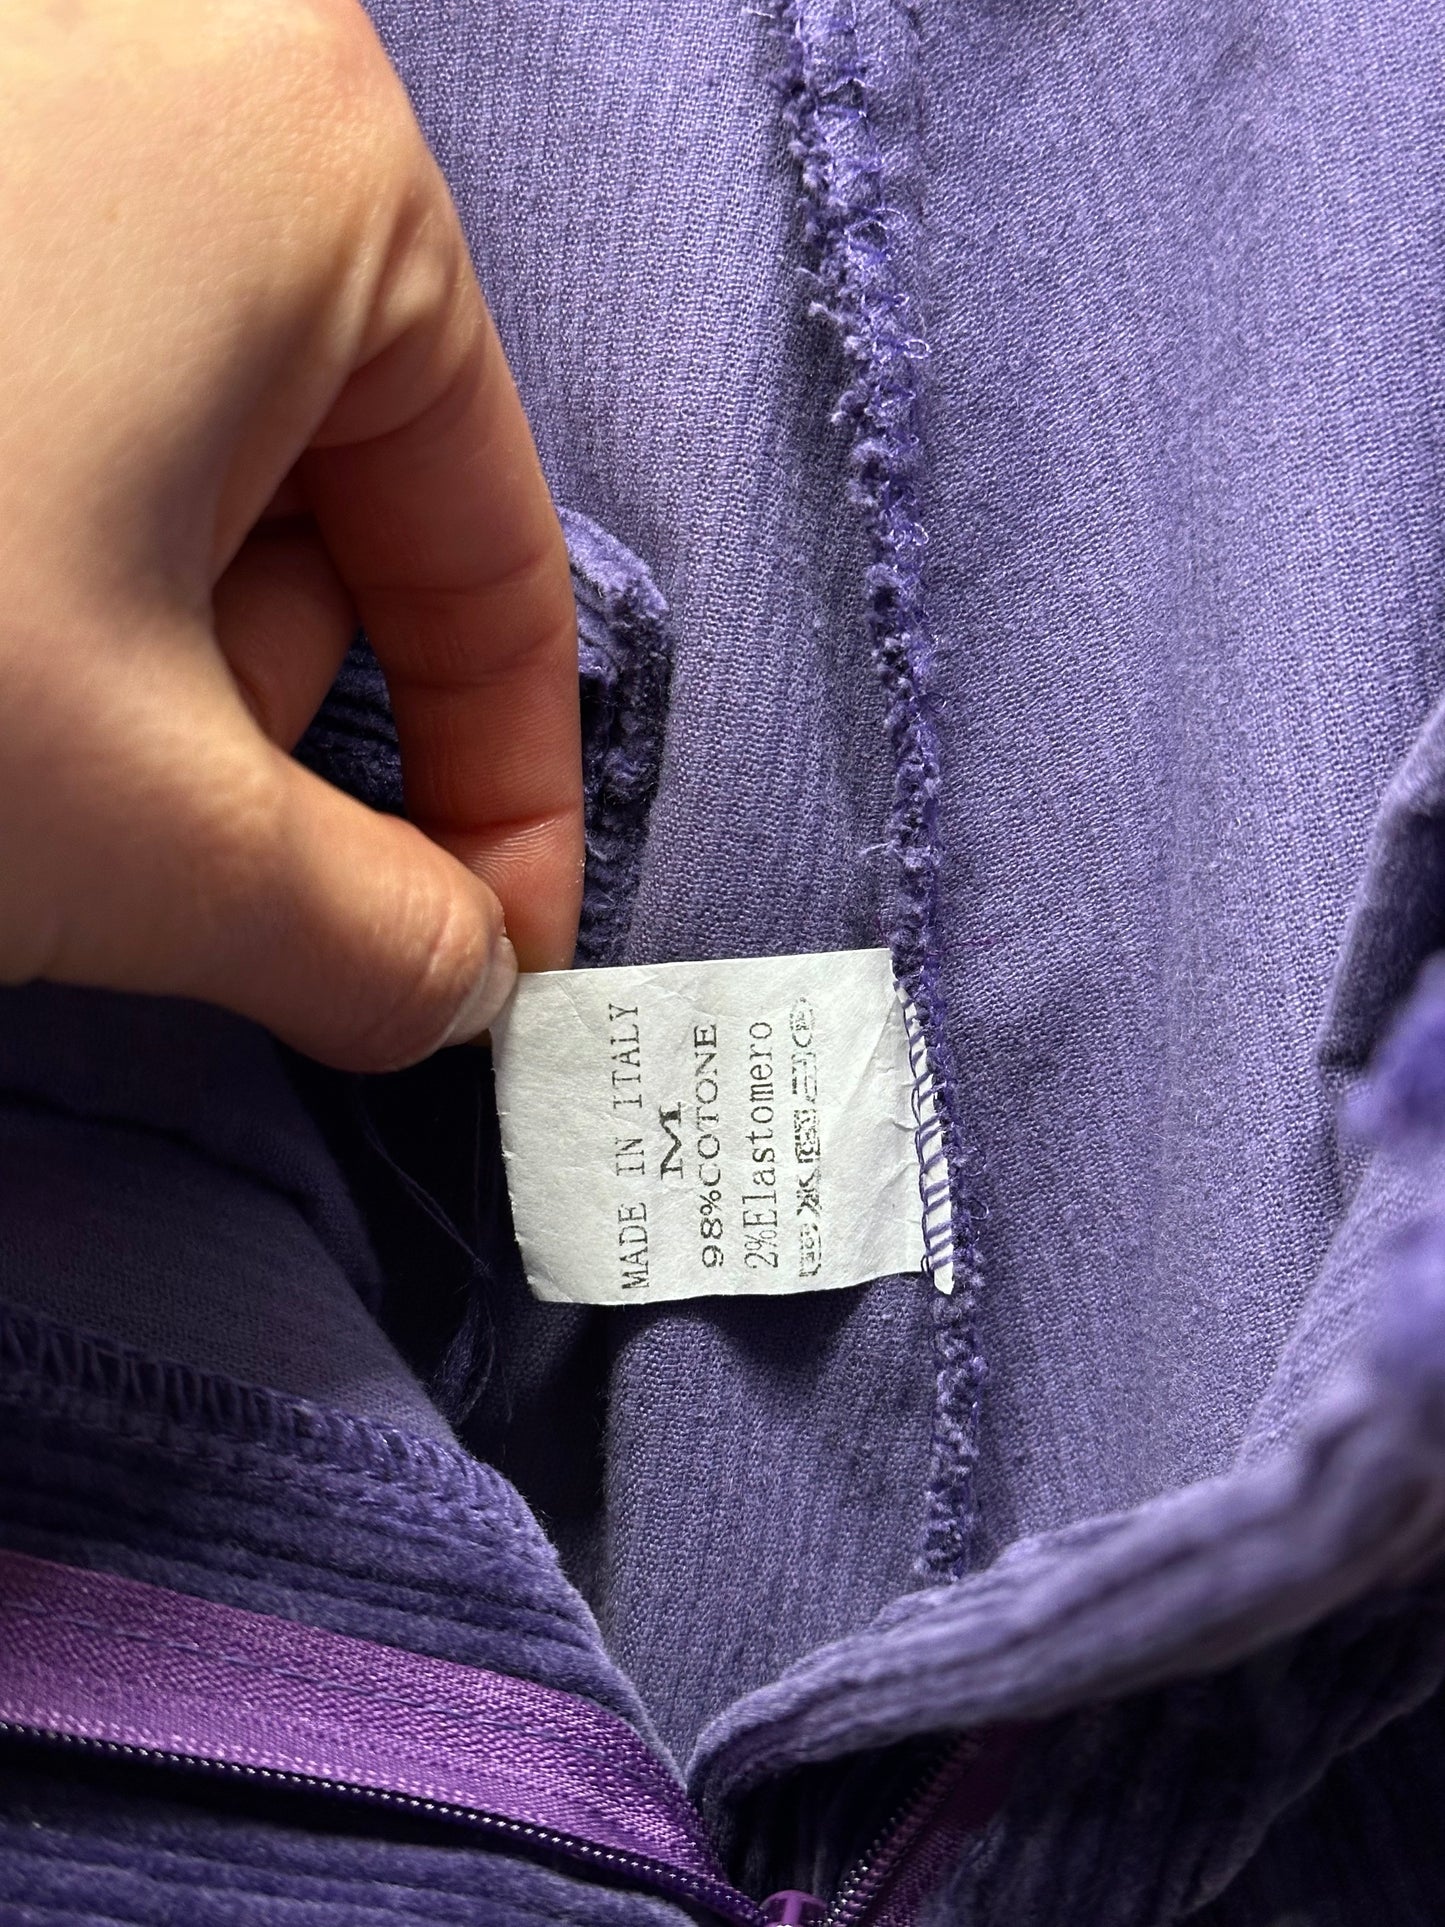 MADE IN ITALY
M
98%COTONE
2%Elastomero